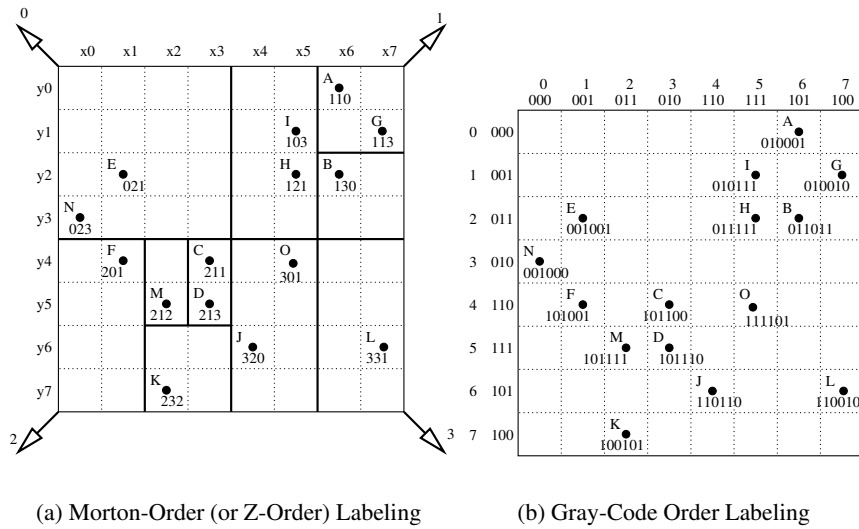 0
1
x0 x1 x2 x3 x4 x5 x6 x7
y0
y1
y2
y3
y4
y5
y6
y7
A
110
I
103
G
113
E
021
H
121
B
130
N
023
F
201
C
211
O
301
M
212
D
213
J
320
L
331
K
232
2
3
0 1 2 3 4 5 6 7
000 001 011 010 110 111 101 100
0 000
1 001
2 011
3 010
4 110
5 111
6 101
7 100
A
010001
I
010111
G
010010
E
001001
H
011111
B
011011
N
001000
F
101001
C
101100
O
111101
M
101111
D
101110
J
110110
L
110010
K
100101
(a) Morton-Order (or Z-Order) Labeling
(b) Gray-Code Order Labeling